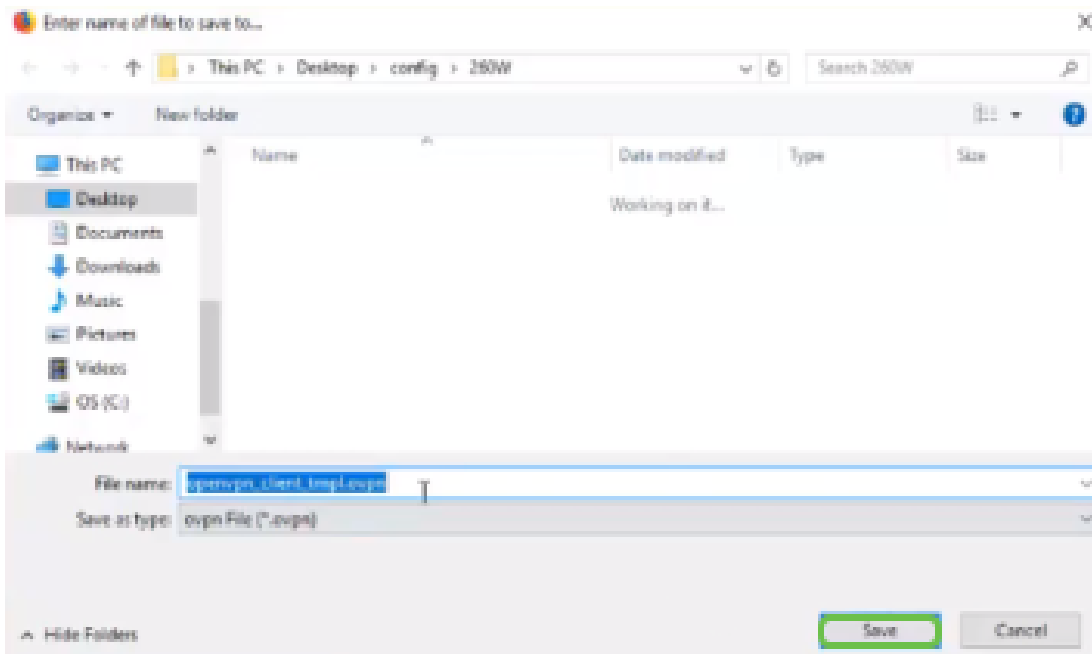 Enter name of file to save to...
This PC > Desktop > config > 260W
Search 260W
Organize
New folder
Name
Date modified
Type
Size
This PC
Working on it...
Desktop
Documents
Downloads
Music
Pictures
Videos
OS (C:)
Network
File name: openvpn_client_tmpl.ovpn
Save as type: ovpn File (*.ovpn)
Hide Folders
Save
Cancel